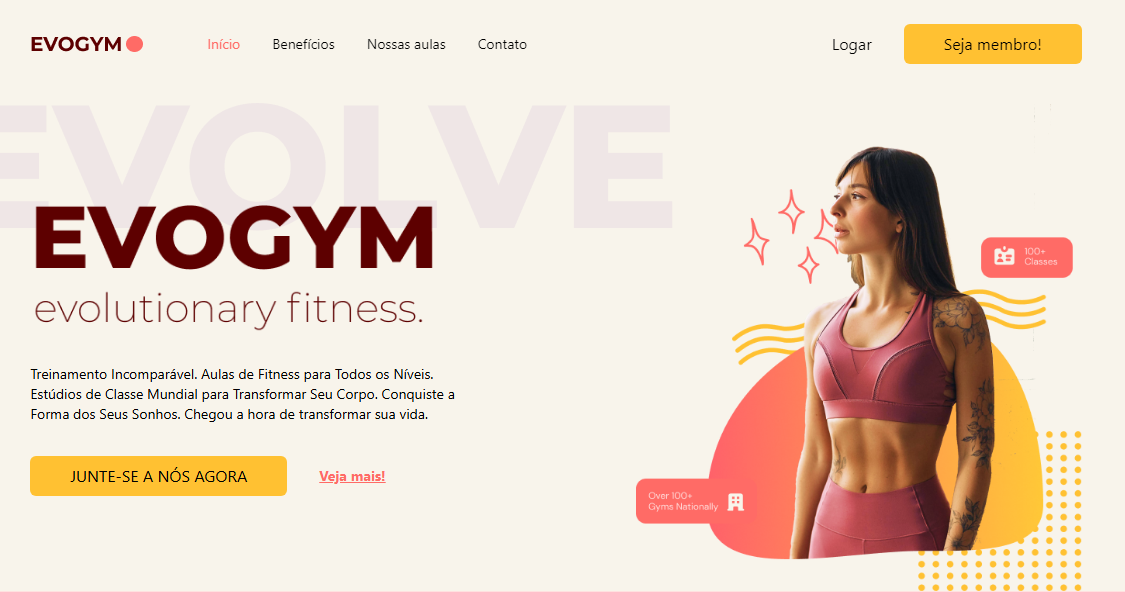 EVOGYM
Início
Benefícios
Nossas aulas
Contato
Logar
Seja membro!
EVOLVE
EVOGYM
evolutionary fitness.
Treinamento Incomparável. Aulas de Fitness para Todos os Níveis.
Estúdios de Classe Mundial para Transformar Seu Corpo. Conquiste a
Forma dos Seus Sonhos. Chegou a hora de transformar sua vida.
JUNTE-SE A NÓS AGORA
Veja mais!
100+
Classes
Over 100+
Gyms Nationally